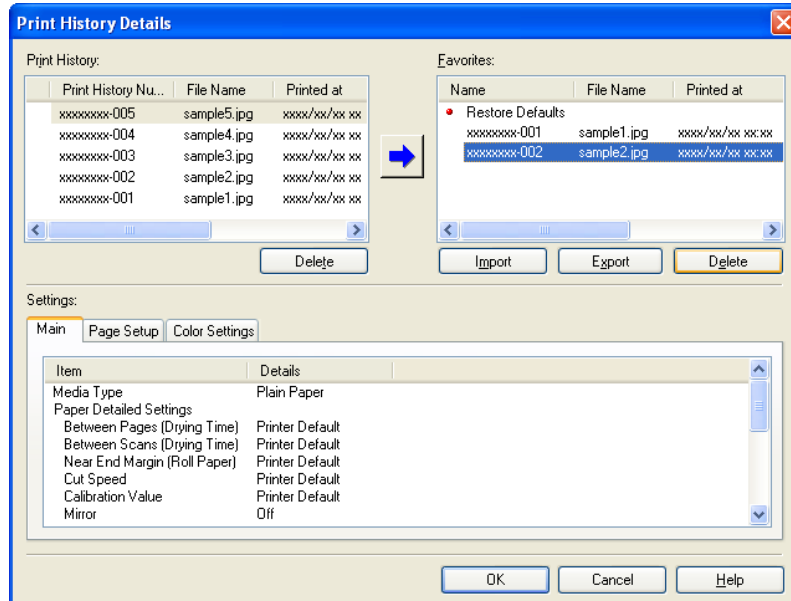 Print History Details
Print History: Favorites:
Print History Nu... File Name Printed at Name File Name Printed at
xxxxxxxx-005 sample5.jpg xxxx/xx/xx xx Restore Defaults
xxxxxxxx-004 sample4.jpg xxxx/xx/xx xx xxxxxxxx-001 sample1.jpg xxxx/xx/xx xx:xx
xxxxxxxx-003 sample3.jpg xxxx/xx/xx xx xxxxxxxx-002 sample2.jpg xxxx/xx/xx xx:xx
xxxxxxxx-002 sample2.jpg xxxx/xx/xx xx
xxxxxxxx-001 sample1.jpg xxxx/xx/xx xx
Delete Import Export Delete
Settings:
Main Page Setup Color Settings
Item Details
Media Type Plain Paper
Paper Detailed Settings
Between Pages (Drying Time) Printer Default
Between Scans (Drying Time) Printer Default
Near End Margin (Roll Paper) Printer Default
Cut Speed Printer Default
Calibration Value Printer Default
Mirror Off
OK Cancel Help